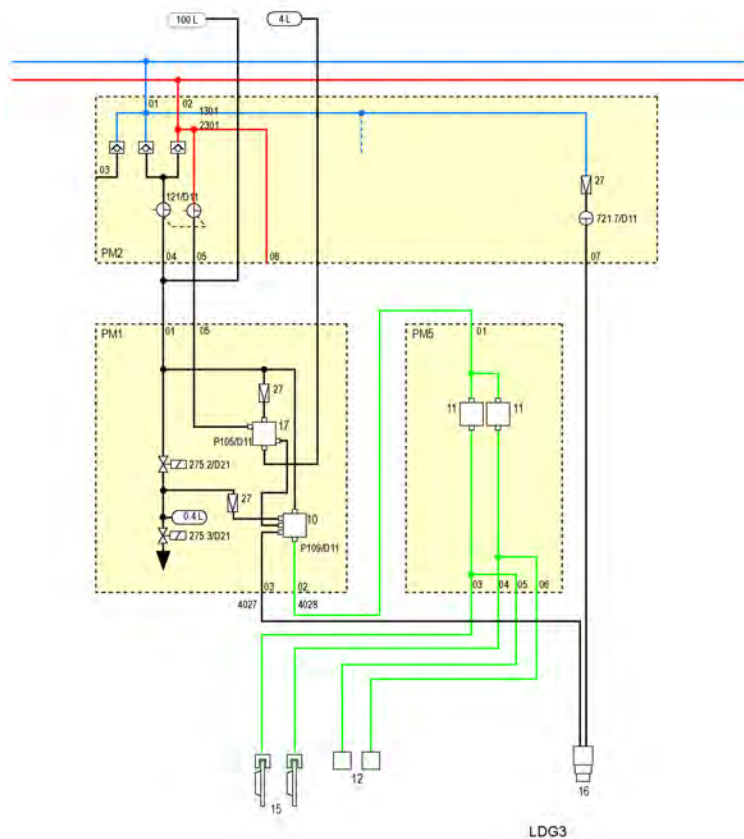 100 L 4 L
01 02 1301
2301
03
27
121/D11
721.7/D11
PM2 04 05 06 07
PM1 01 05 PM5 01
27
11 11
17
P105/D11
275.2/D21
27
0.4 L 10
275.3/D21
P109/D11
03 02 03 04 05 06
4027 4028
15 12 16
LDG3